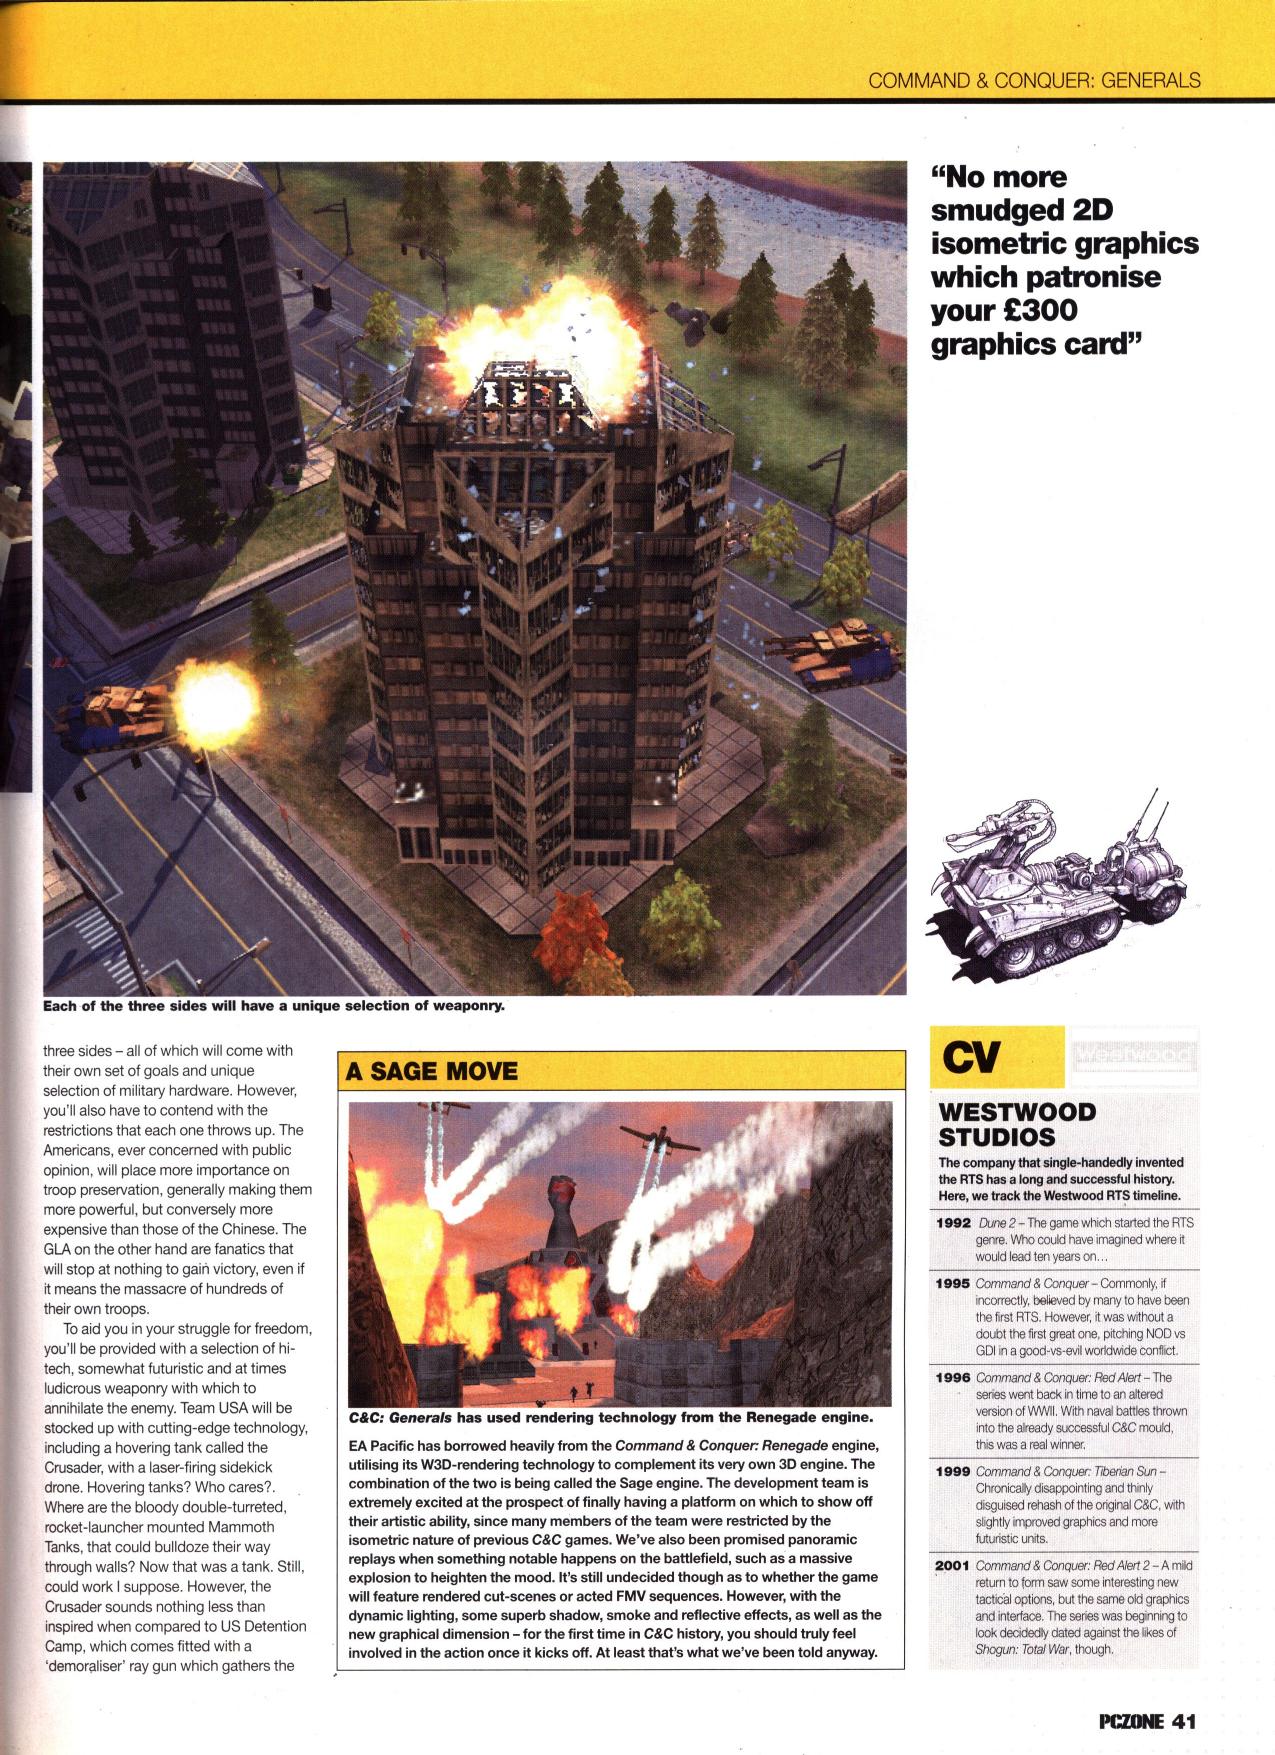 COMMAND & CONQUER: GENERALS
“No more
smudged 2D
isometric graphics
which patronise
your £300
graphics card”
Each of the three sides will have a unique selection of weaponry.
three sides – all of which will come with
their own set of goals and unique
selection of military hardware. However,
you’ll also have to contend with the
restrictions that each one throws up. The
Americans, ever concerned with public
opinion, will place more importance on
troop preservation, generally making them
more powerful, but conversely more
expensive than those of the Chinese. The
GLA on the other hand are fanatics that
will stop at nothing to gain victory, even if
it means the massacre of hundreds of
their own troops.
To aid you in your struggle for freedom,
you’ll be provided with a selection of hi-
tech, somewhat futuristic and at times
ludicrous weaponry with which to
annihilate the enemy. Team USA will be
stocked up with cutting-edge technology,
including a hovering tank called the
Crusader, with a laser-firing sidekick
drone. Hovering tanks? Who cares?.
Where are the bloody double-turreted,
rocket-launcher mounted Mammoth
Tanks, that could bulldoze their way
through walls? Now that was a tank. Still,
could work I suppose. However, the
Crusader sounds nothing less than
inspired when compared to US Detention
Camp, which comes fitted with a
‘demoraliser’ ray gun which gathers the
A SAGE MOVE
C&C: Generals has used rendering technology from the Renegade engine.
EA Pacific has borrowed heavily from the Command & Conquer: Renegade engine,
utilising its W3D-rendering technology to complement its very own 3D engine. The
combination of the two is being called the Sage engine. The development team is
extremely excited at the prospect of finally having a platform on which to show off
their artistic ability, since many members of the team were restricted by the
isometric nature of previous C&C games. We’ve also been promised panoramic
replays when something notable happens on the battlefield, such as a massive
explosion to heighten the mood. It’s still undecided though as to whether the game
will feature rendered cut-scenes or acted FMV sequences. However, with the
dynamic lighting, some superb shadow, smoke and reflective effects, as well as the
new graphical dimension – for the first time in C&C history, you should truly feel
involved in the action once it kicks off. At least that’s what we’ve been told anyway.
CV
Westwood
WESTWOOD
STUDIOS
The company that single-handedly invented
the RTS has a long and successful history.
Here, we track the Westwood RTS timeline.
1992 Dune 2 – The game which started the RTS
genre. Who could have imagined where it
would lead ten years on…
1995 Command & Conquer – Commonly, if
incorrectly, believed by many to have been
the first RTS. However, it was without a
doubt the first great one, pitching NOD vs
GDI in a good-vs-evil worldwide conflict.
1996 Command & Conquer: Red Alert – The
series went back in time to an altered
version of WWII. With naval battles thrown
into the already successful C&C mould,
this was a real winner.
1999 Command & Conquer: Tiberian Sun –
Chronically disappointing and thinly
disguised rehash of the original C&C, with
slightly improved graphics and more
futuristic units.
2001 Command & Conquer: Red Alert 2 – A mild
return to form saw some interesting new
tactical options, but the same old graphics
and interface. The series was beginning to
look decidedly dated against the likes of
Shogun: Total War, though.
PCZONE 41